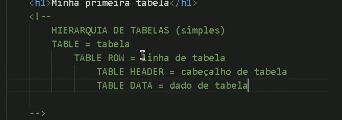 <h1>Minha primeira tabela</h1>
<!--
HIERARQUIA DE TABELAS (simples)
TABLE = tabela
TABLE ROW = linha de tabela
TABLE HEADER = cabeçalho de tabela
TABLE DATA = dado de tabela
-->